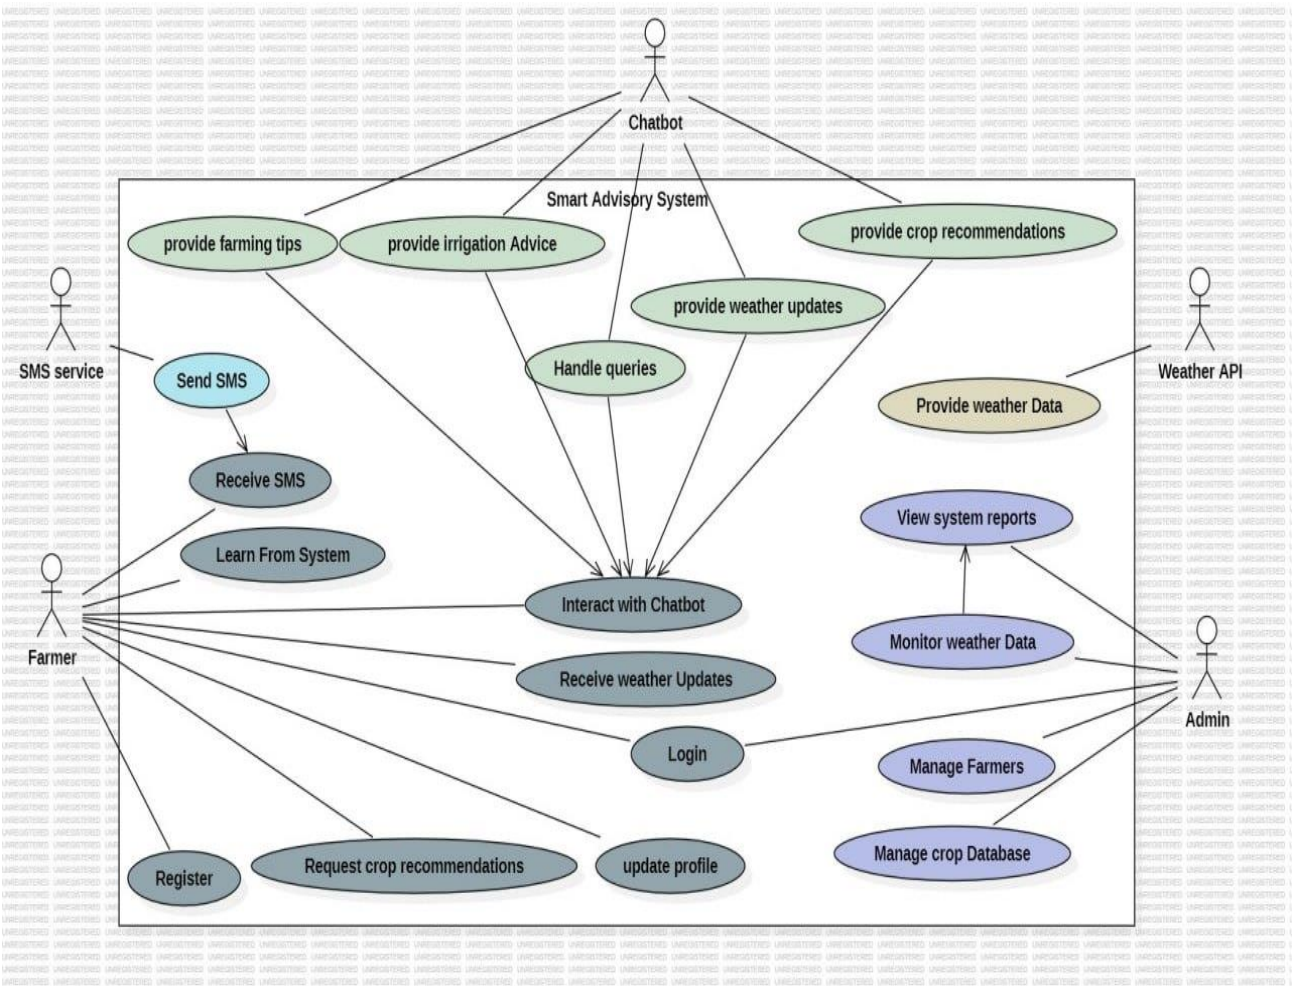 Chatbot
Smart Advisory System
provide farming tips
provide irrigation Advice
provide crop recommendations
provide weather updates
Handle queries
SMS service
Send SMS
Weather API
Provide weather Data
Receive SMS
View system reports
Learn From System
Interact with Chatbot
Farmer
Monitor weather Data
Receive weather Updates
Admin
Login
Manage Farmers
Manage crop Database
Register
Request crop recommendations
update profile
UNREGISTERED